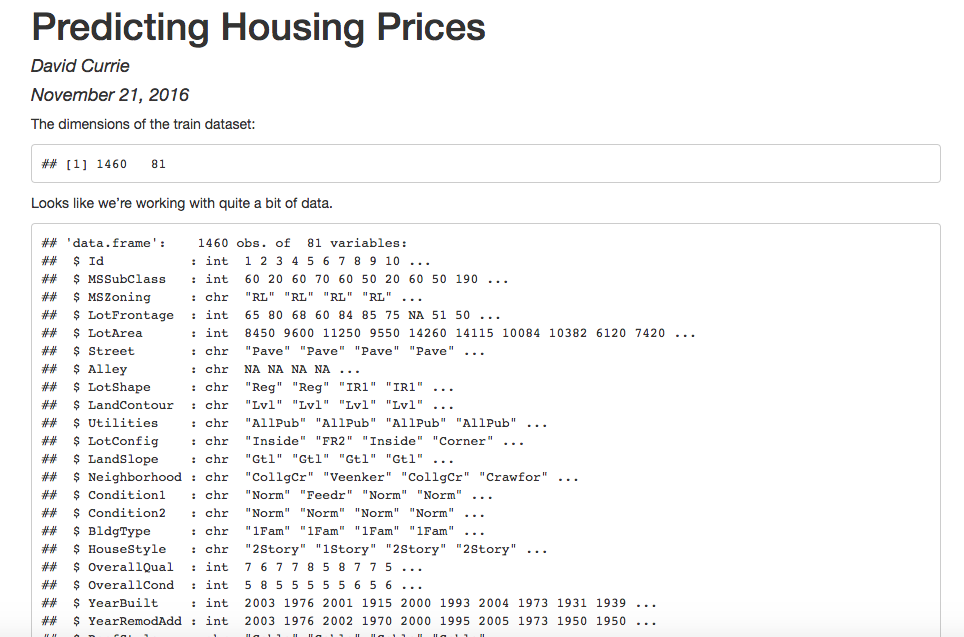 Predicting Housing Prices
David Currie
November 21, 2016
The dimensions of the train dataset:
## [1] 1460   81
Looks like we’re working with quite a bit of data.
## 'data.frame':    1460 obs. of  81 variables:
##  $ Id           : int  1 2 3 4 5 6 7 8 9 10 ...
##  $ MSSubClass   : int  60 20 60 70 60 50 20 60 50 190 ...
##  $ MSZoning     : chr  "RL" "RL" "RL" "RL" ...
##  $ LotFrontage  : int  65 80 68 60 84 85 75 NA 51 50 ...
##  $ LotArea      : int  8450 9600 11250 9550 14260 14115 10084 10382 6120 7420 ...
##  $ Street       : chr  "Pave" "Pave" "Pave" "Pave" ...
##  $ Alley        : chr  NA NA NA NA ...
##  $ LotShape     : chr  "Reg" "Reg" "IR1" "IR1" ...
##  $ LandContour  : chr  "Lvl" "Lvl" "Lvl" "Lvl" ...
##  $ Utilities    : chr  "AllPub" "AllPub" "AllPub" "AllPub" ...
##  $ LotConfig    : chr  "Inside" "FR2" "Inside" "Corner" ...
##  $ LandSlope    : chr  "Gtl" "Gtl" "Gtl" "Gtl" ...
##  $ Neighborhood : chr  "CollgCr" "Veenker" "CollgCr" "Crawfor" ...
##  $ Condition1   : chr  "Norm" "Feedr" "Norm" "Norm" ...
##  $ Condition2   : chr  "Norm" "Norm" "Norm" "Norm" ...
##  $ BldgType     : chr  "1Fam" "1Fam" "1Fam" "1Fam" ...
##  $ HouseStyle   : chr  "2Story" "1Story" "2Story" "2Story" ...
##  $ OverallQual  : int  7 6 7 7 8 5 8 7 7 5 ...
##  $ OverallCond  : int  5 8 5 5 5 5 5 6 5 6 ...
##  $ YearBuilt    : int  2003 1976 2001 1915 2000 1993 2004 1973 1931 1939 ...
##  $ YearRemodAdd : int  2003 1976 2002 1970 2000 1995 2005 1973 1950 1950 ...